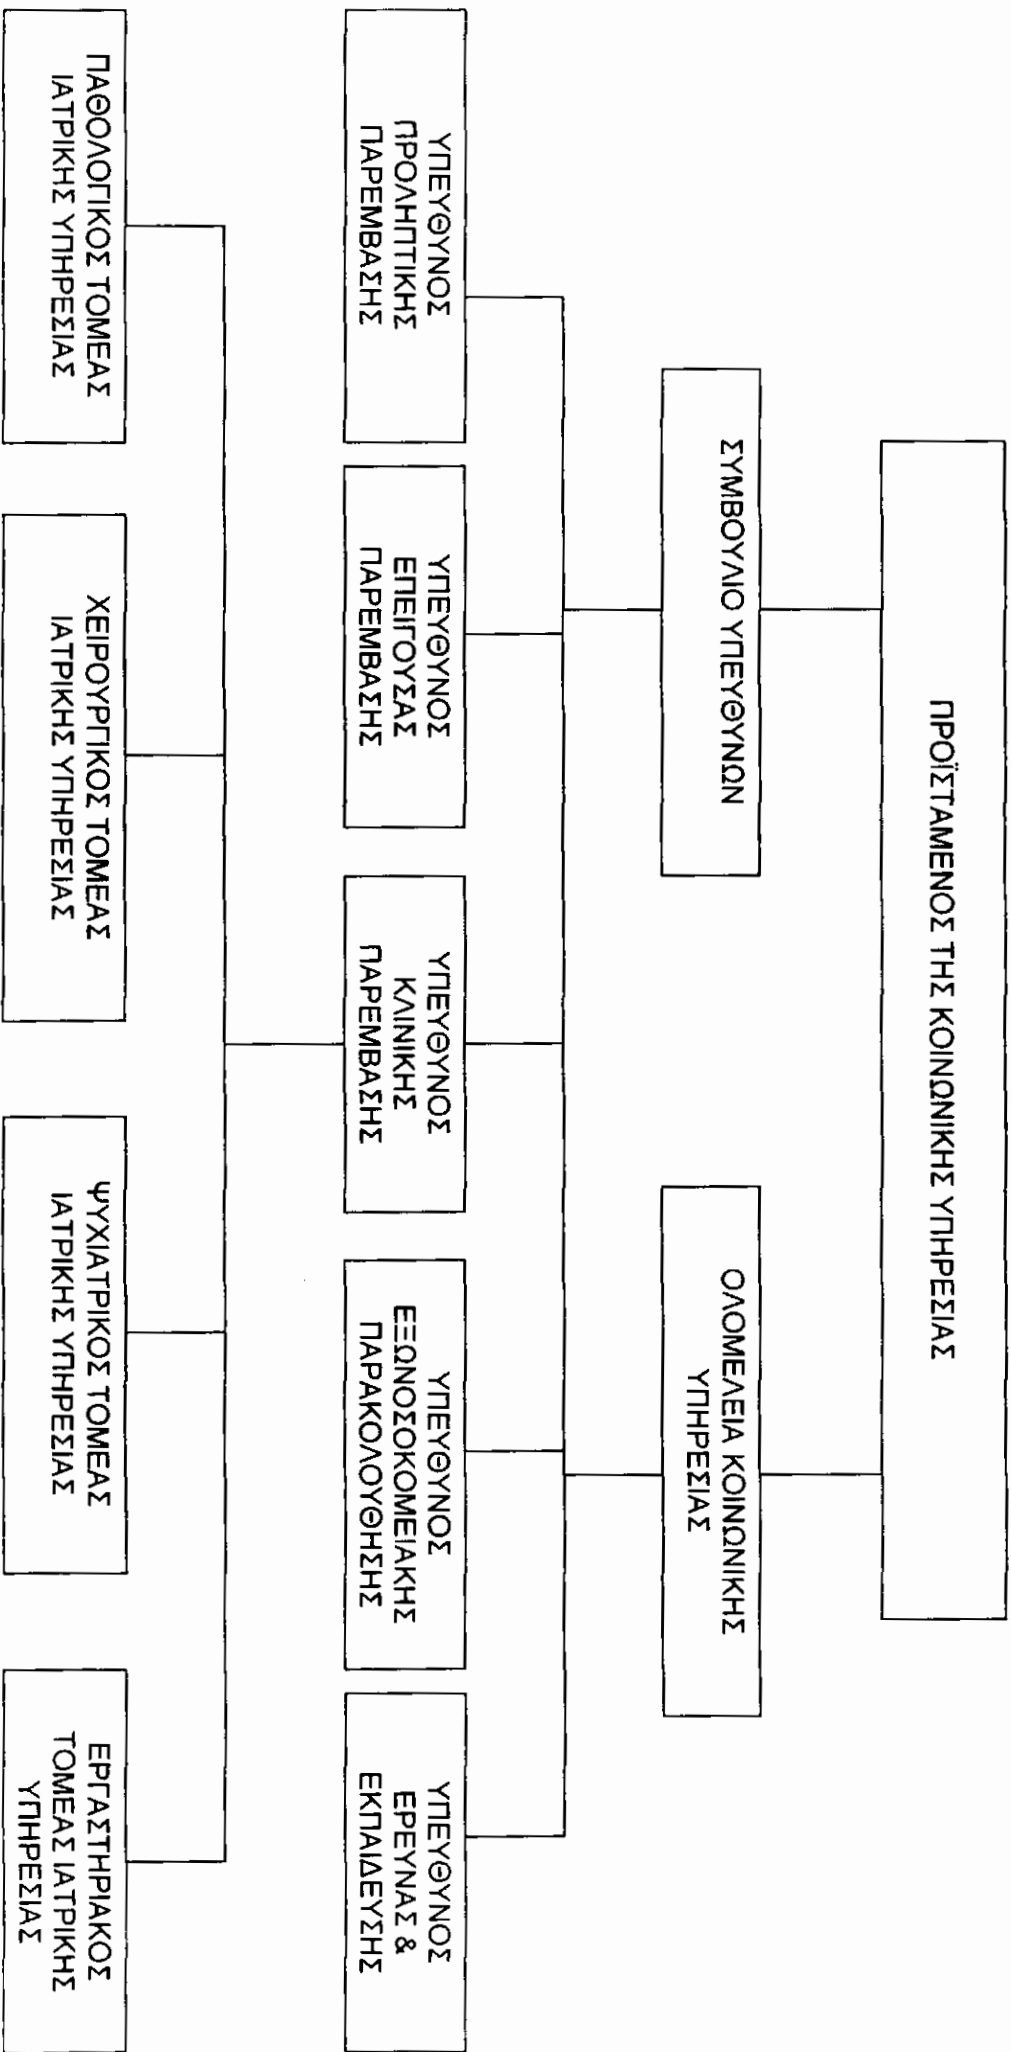 ΠΡΟΪΣΤΑΜΕΝΟΣ ΤΗΣ ΚΟΙΝΩΝΙΚΗΣ ΥΠΗΡΕΣΙΑΣ
ΣΥΜΒΟΥΛΙΟ ΥΠΕΥΘΥΝΩΝ
ΟΛΟΜΕΛΕΙΑ ΚΟΙΝΩΝΙΚΗΣ
ΥΠΗΡΕΣΙΑΣ
ΥΠΕΥΘΥΝΟΣ
ΠΡΟΛΗΠΤΙΚΗΣ
ΠΑΡΕΜΒΑΣΗΣ
ΥΠΕΥΘΥΝΟΣ
ΕΠΕΙΓΟΥΣΑΣ
ΠΑΡΕΜΒΑΣΗΣ
ΥΠΕΥΘΥΝΟΣ
ΚΛΙΝΙΚΗΣ
ΠΑΡΕΜΒΑΣΗΣ
ΥΠΕΥΘΥΝΟΣ
ΕΞΩΝΟΣΟΚΟΜΕΙΑΚΗΣ
ΠΑΡΑΚΟΛΟΥΘΗΣΗΣ
ΥΠΕΥΘΥΝΟΣ
ΕΡΕΥΝΑΣ &
ΕΚΠΑΙΔΕΥΣΗΣ
ΠΑΘΟΛΟΓΙΚΟΣ ΤΟΜΕΑΣ
ΙΑΤΡΙΚΗΣ ΥΠΗΡΕΣΙΑΣ
ΧΕΙΡΟΥΡΓΙΚΟΣ ΤΟΜΕΑΣ
ΙΑΤΡΙΚΗΣ ΥΠΗΡΕΣΙΑΣ
ΨΥΧΙΑΤΡΙΚΟΣ ΤΟΜΕΑΣ
ΙΑΤΡΙΚΗΣ ΥΠΗΡΕΣΙΑΣ
ΕΡΓΑΣΤΗΡΙΑΚΟΣ
ΤΟΜΕΑΣ ΙΑΤΡΙΚΗΣ
ΥΠΗΡΕΣΙΑΣ